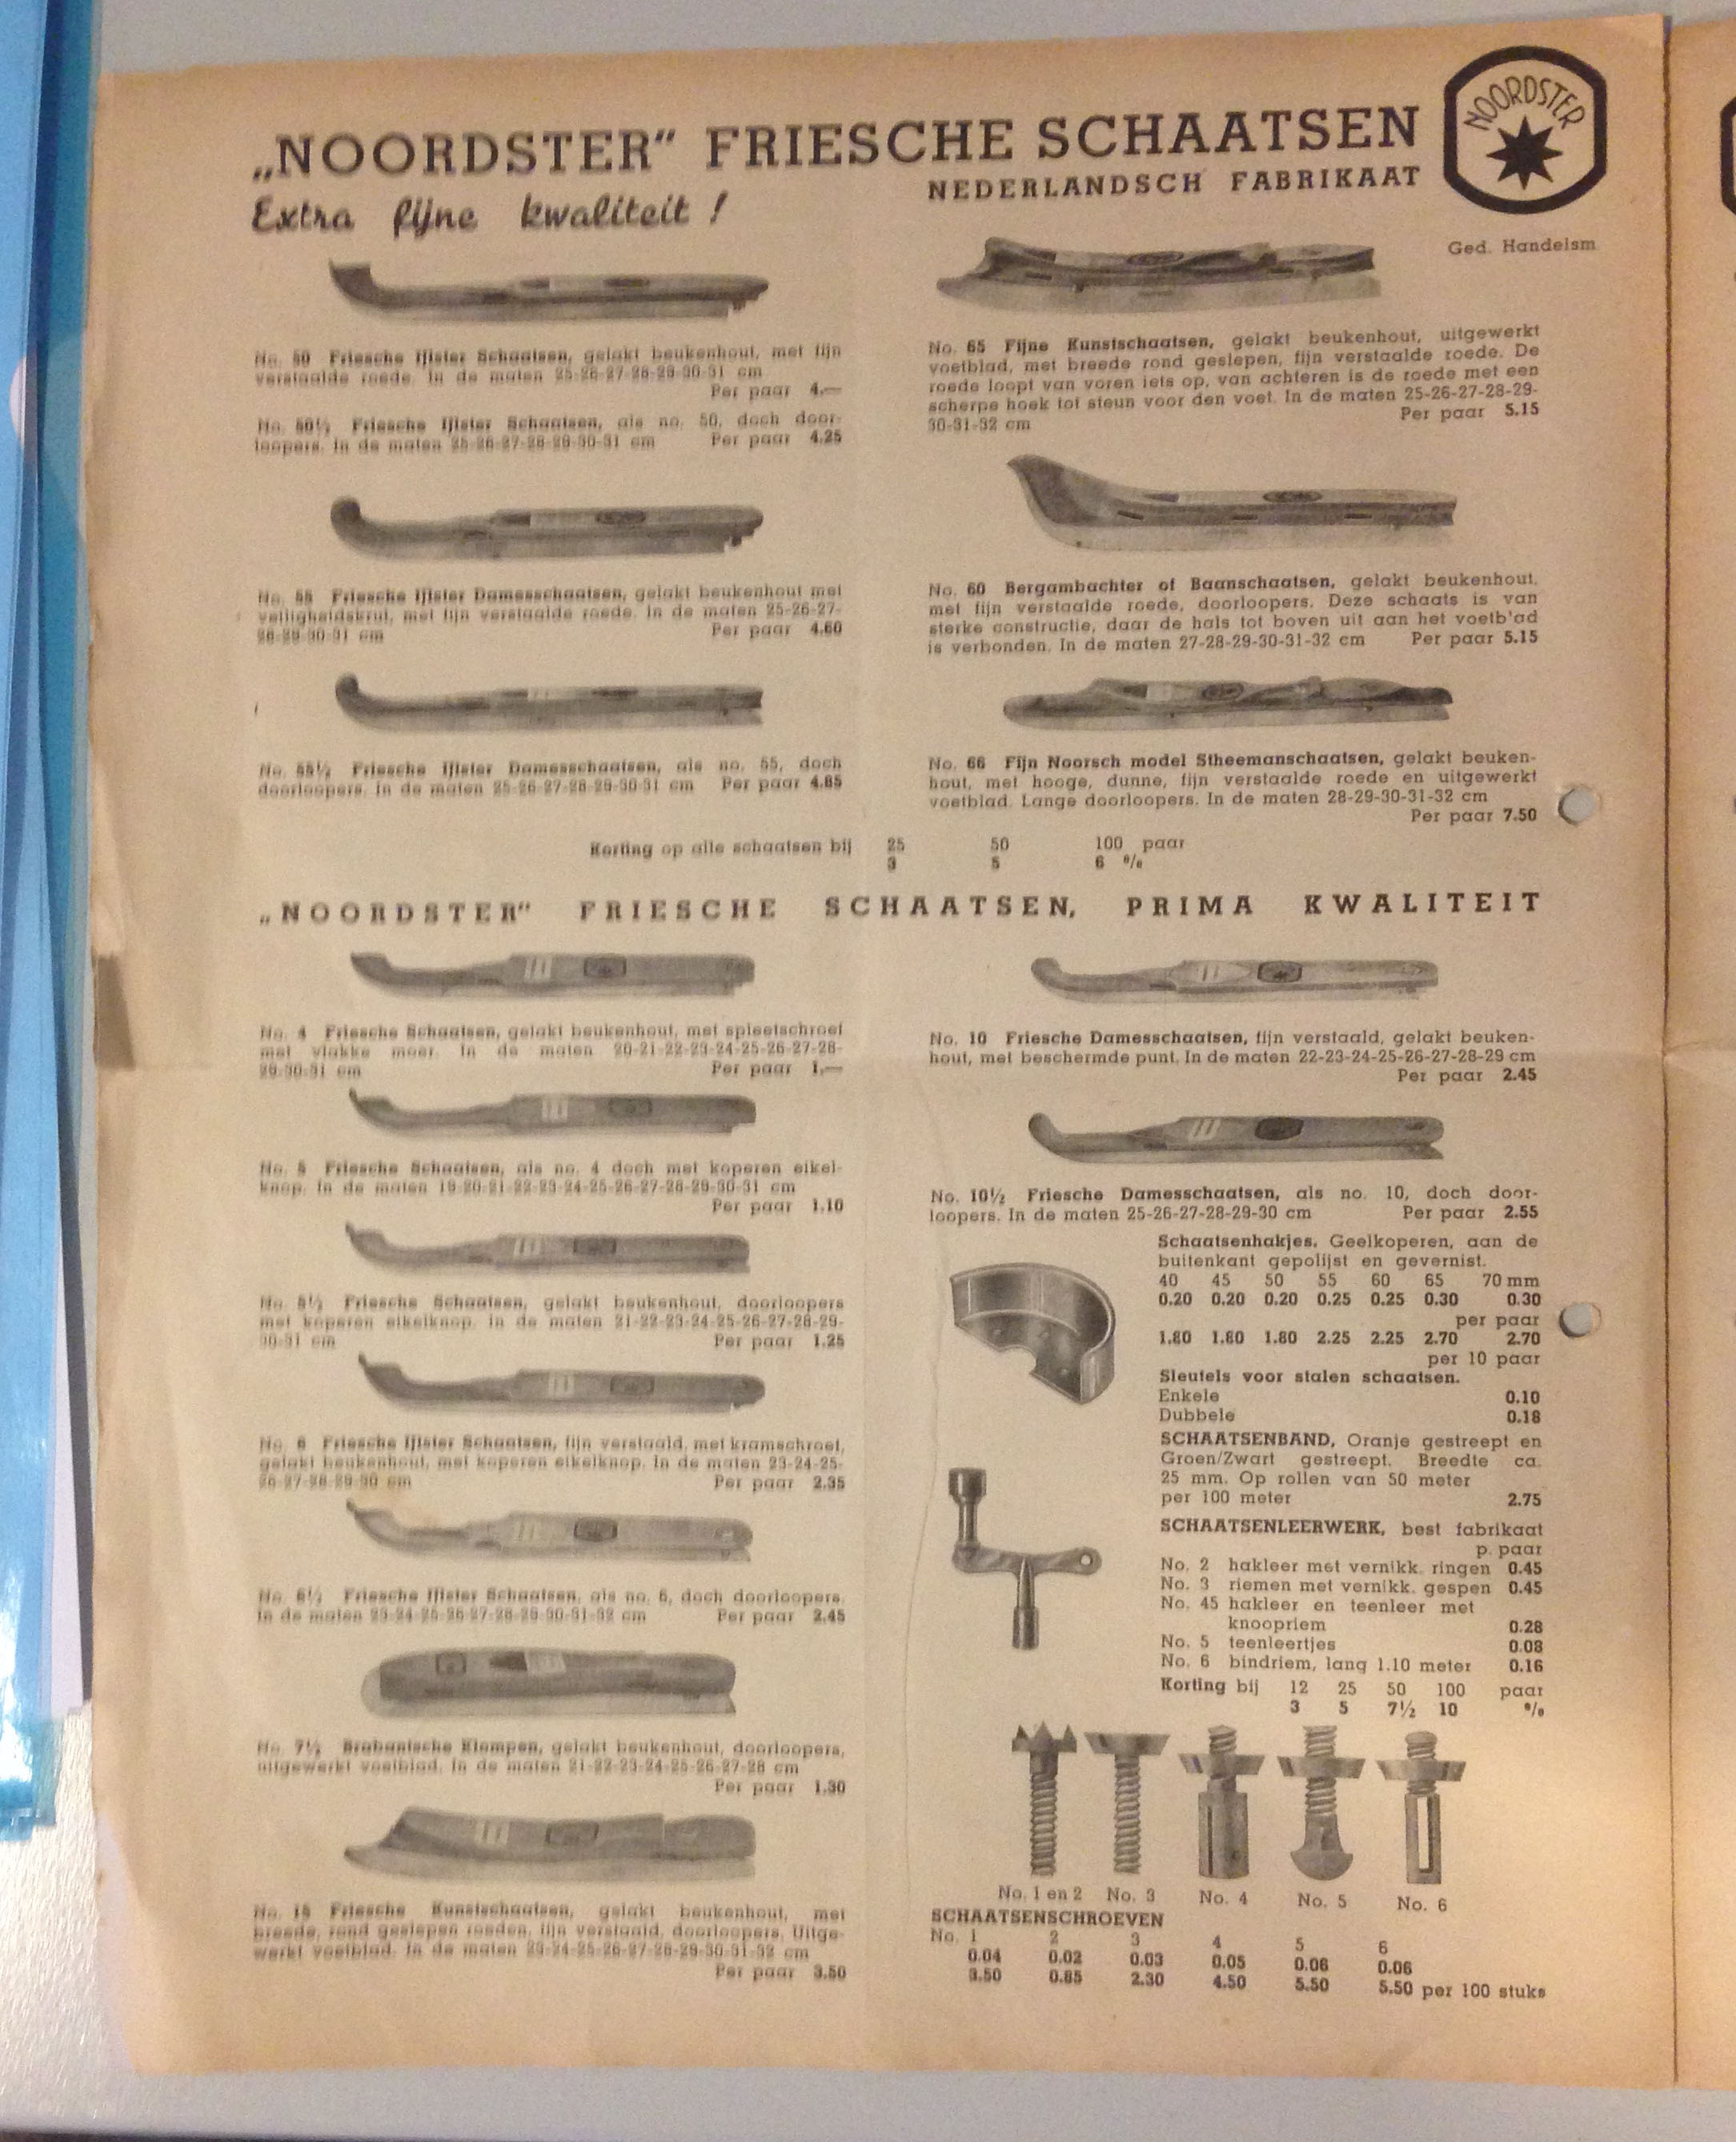 „NOORDSTER” FRIESCHE SCHAATSEN
NEDERLANDSCH FABRIKAAT
Extra fijne kwaliteit !
NOORDSTER
Ged. Handelsm
No. 50 Friesche IJlster Schaatsen, gelakt beukenhout, met fijn
verstaalde roede. In de maten 25-26-27-28-29-30-31 cm
Per paar 4.—
No. 50½ Friesche IJlster Schaatsen, als no. 50, doch door-
loopers. In de maten 25-26-27-28-29-30-31 cm Per paar 4.25
No. 55 Friesche IJlster Damesschaatsen, gelakt beukenhout met
veiligheidskrul, met fijn verstaalde roede. In de maten 25-26-27-
28-29-30-31 cm Per paar 4.60
No. 55½ Friesche IJlster Damesschaatsen, als no. 55, doch
doorloopers. In de maten 25-26-27-28-29-30-31 cm Per paar 4.85
No. 65 Fijne Kunstschaatsen, gelakt beukenhout, uitgewerkt
voetblad, met breede rond geslepen, fijn verstaalde roede. De
roede loopt van voren iets op, van achteren is de roede met een
scherpe hoek tot steun voor den voet. In de maten 25-26-27-28-29-
30-31-32 cm Per paar 5.15
No. 60 Bergambachter of Baanschaatsen, gelakt beukenhout,
met fijn verstaalde roede, doorloopers. Deze schaats is van
sterke constructie, daar de hals tot boven uit aan het voetb'ad
is verbonden. In de maten 27-28-29-30-31-32 cm Per paar 5.15
No. 66 Fijn Noorsch model Stheemanschaatsen, gelakt beuken-
hout, met hooge, dunne, fijn verstaalde roede en uitgewerkt
voetblad. Lange doorloopers. In de maten 28-29-30-31-32 cm
Per paar 7.50
Korting op alle schaatsen bij 25 50 100 paar
3 5 6 %
„NOORDSTER” FRIESCHE SCHAATSEN, PRIMA KWALITEIT
No. 4 Friesche Schaatsen, gelakt beukenhout, met spleetschroef
met vlakke moer. In de maten 20-21-22-23-24-25-26-27-28-
29-30-31 cm Per paar 1.—
No. 5 Friesche Schaatsen, als no. 4 doch met koperen eikel-
knop. In de maten 19-20-21-22-23-24-25-26-27-28-29-30-31 cm
Per paar 1.10
No. 5½ Friesche Schaatsen, gelakt beukenhout, doorloopers
met koperen eikelknop. In de maten 21-22-23-24-25-26-27-28-29-
30-31 cm Per paar 1.25
No. 6 Friesche IJlster Schaatsen, fijn verstaald, met kramschroef,
gelakt beukenhout, met koperen eikelknop. In de maten 23-24-25-
26-27-28-29-30 cm Per paar 2.35
No. 6½ Friesche IJlster Schaatsen, als no. 6, doch doorloopers.
In de maten 23-24-25-26-27-28-29-30-31-32 cm Per paar 2.45
No. 7½ Brabantsche Klompen, gelakt beukenhout, doorloopers,
uitgewerkt voetblad. In de maten 21-22-23-24-25-26-27-28 cm
Per paar 1.30
No. 15 Friesche Kunstschaatsen, gelakt beukenhout, met
breede, rond geslepen roeden, fijn verstaald, doorloopers. Uitge-
werkt voetblad. In de maten 23-24-25-26-27-28-29-30-31-32 cm
Per paar 3.50
No. 10 Friesche Damesschaatsen, fijn verstaald, gelakt beuken-
hout, met beschermde punt. In de maten 22-23-24-25-26-27-28-29 cm
Per paar 2.45
No. 10½ Friesche Damesschaatsen, als no. 10, doch door-
loopers. In de maten 25-26-27-28-29-30 cm Per paar 2.55
Schaatsenhakjes. Geelkoperen, aan de
buitenkant gepolijst en gevernist.
40 45 50 55 60 65 70 mm
0.20 0.20 0.20 0.25 0.25 0.30 0.30
per paar
1.80 1.80 1.80 2.25 2.25 2.70 2.70
per 10 paar
Sleutels voor stalen schaatsen.
Enkele 0.10
Dubbele 0.18
SCHAATSENBAND, Oranje gestreept en
Groen/Zwart gestreept. Breedte ca.
25 mm. Op rollen van 50 meter
per 100 meter 2.75
SCHAATSENLEERWERK, best fabrikaat
p. paar
No. 2 hakleer met vernikk. ringen 0.45
No. 3 riemen met vernikk. gespen 0.45
No. 45 hakleer en teenleer met
knoopriem 0.28
No. 5 teenleertjes 0.08
No. 6 bindriem, lang 1.10 meter 0.16
Korting bij 12 25 50 100 paar
3 5 7½ 10 %
No. 1 en 2 No. 3 No. 4 No. 5 No. 6
SCHAATSENSCHROEVEN
No. 1 2 3 4 5 6
0.04 0.02 0.03 0.05 0.06 0.06
3.50 0.85 2.30 4.50 5.50 5.50 per 100 stuks